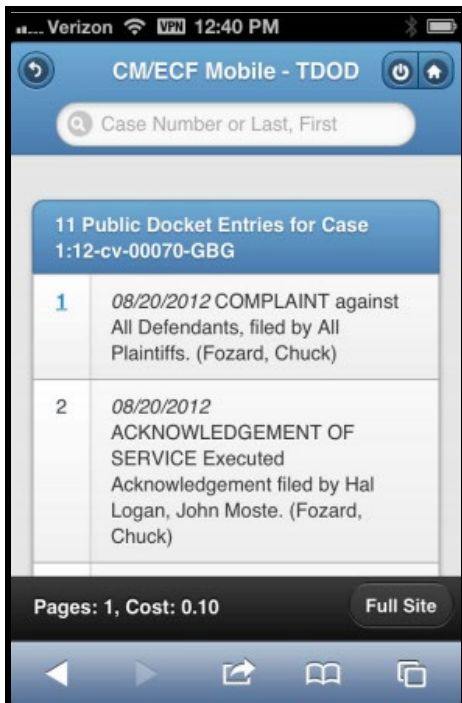 ... Verizon VPN 12:40 PM
CM/ECF Mobile - TDOD
Case Number or Last, First
11 Public Docket Entries for Case
1:12-cv-00070-GBG
1 08/20/2012 COMPLAINT against
All Defendants, filed by All
Plaintiffs. (Fozard, Chuck)
2 08/20/2012
ACKNOWLEDGEMENT OF
SERVICE Executed
Acknowledgement filed by Hal
Logan, John Moste. (Fozard,
Chuck)
Pages: 1, Cost: 0.10 Full Site